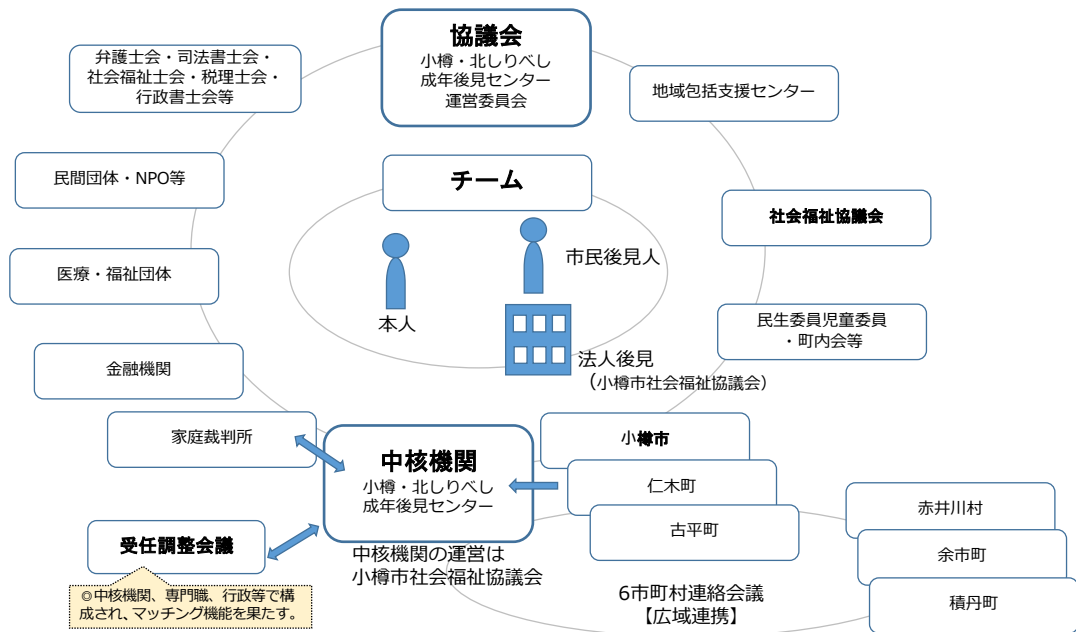 協議会
小樽・北しりべし
成年後見センター
運営委員会
弁護士会・司法書士会・
社会福祉士会・税理士会・
行政書士会等
地域包括支援センター
民間団体・NPO等
チーム
社会福祉協議会
市民後見人
医療・福祉団体
本人
民生委員児童委員
・町内会等
法人後見
（小樽市社会福祉協議会）
金融機関
家庭裁判所
中核機関
小樽・北しりべし
成年後見センター
小樽市
仁木町
古平町
赤井川村
余市町
積丹町
受任調整会議
中核機関の運営は
小樽市社会福祉協議会
◎中核機関、専門職、行政等で構
成され、マッチング機能を果たす。
6市町村連絡会議
【広域連携】